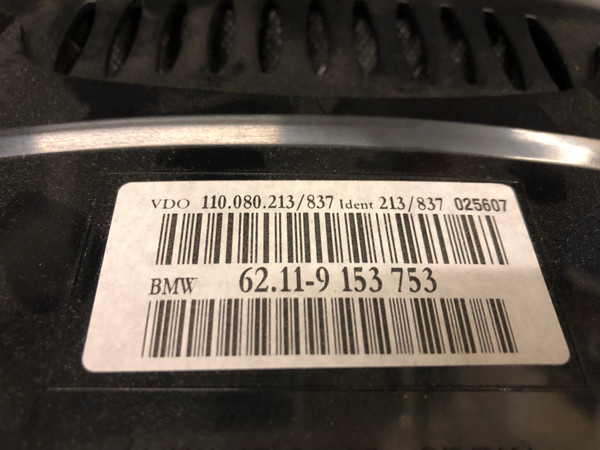 VDO 110.080.213/837 Ident 213/837 025607
BMW 62.11-9 153 753